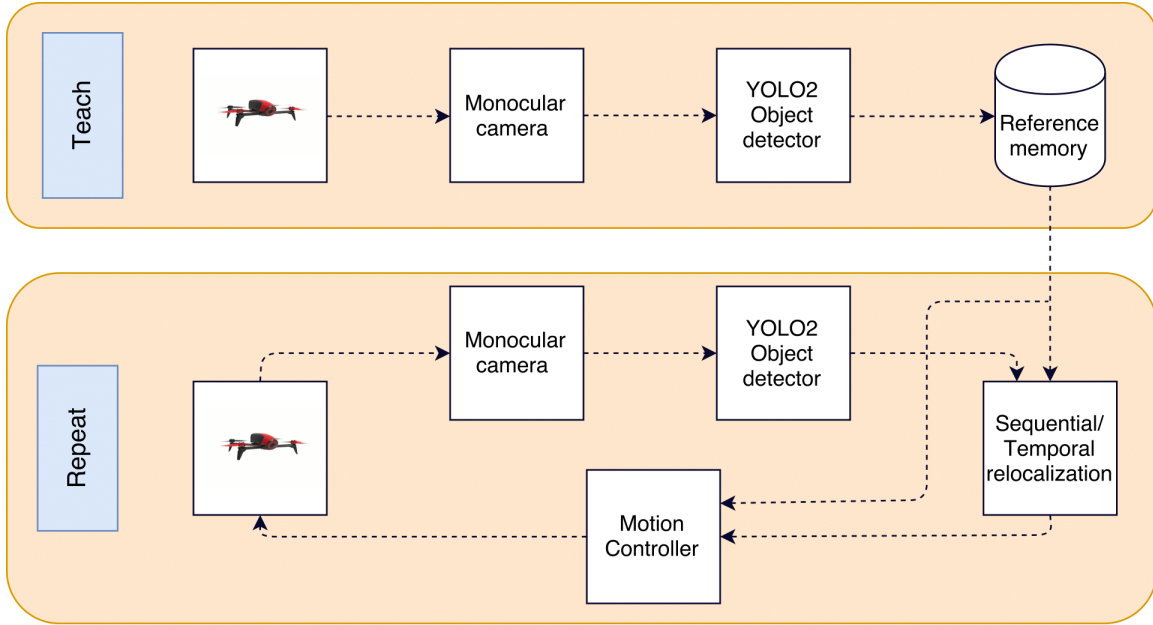 Teach
Monocular
camera
YOLO2
Object
detector
Reference
memory
Repeat
Monocular
camera
YOLO2
Object
detector
Sequential/
Temporal
relocalization
Motion
Controller